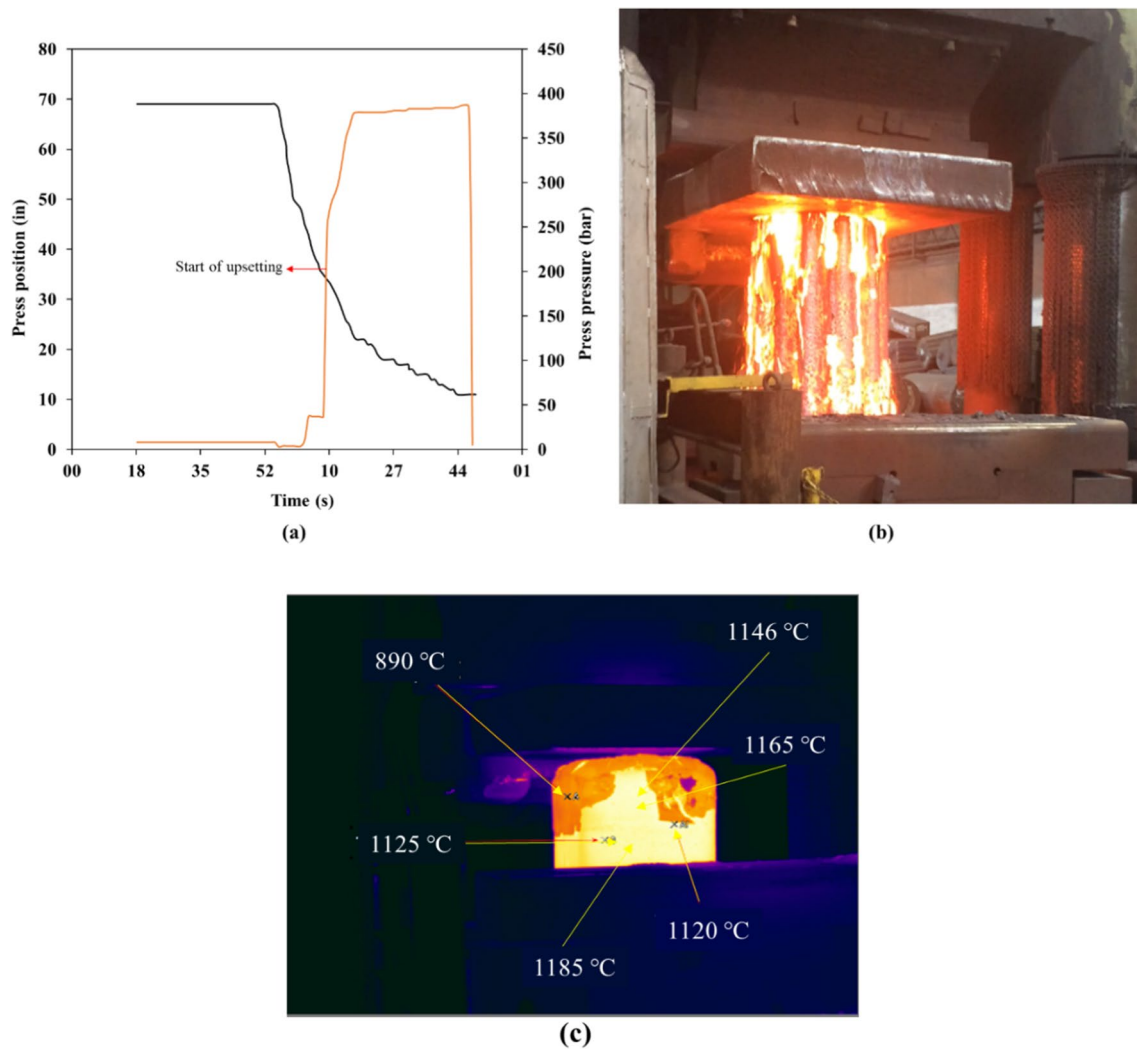 80
70
60
50
40
30
20
10
0
Press position (in)
Start of upsetting
450
400
350
300
250
200
150
100
50
0
Press pressure (bar)
00 18 35 52 10 27 44 01
Time (s)
(a)
(b)
890 °C
1146 °C
1165 °C
1125 °C
1120 °C
1185 °C
(c)